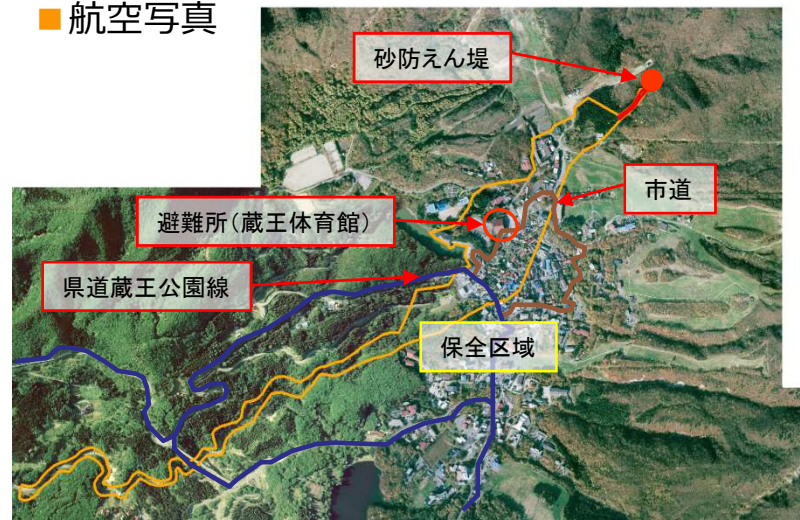 ■航空写真
砂防えん堤
市道
避難所(蔵王体育館)
県道蔵王公園線
保全区域